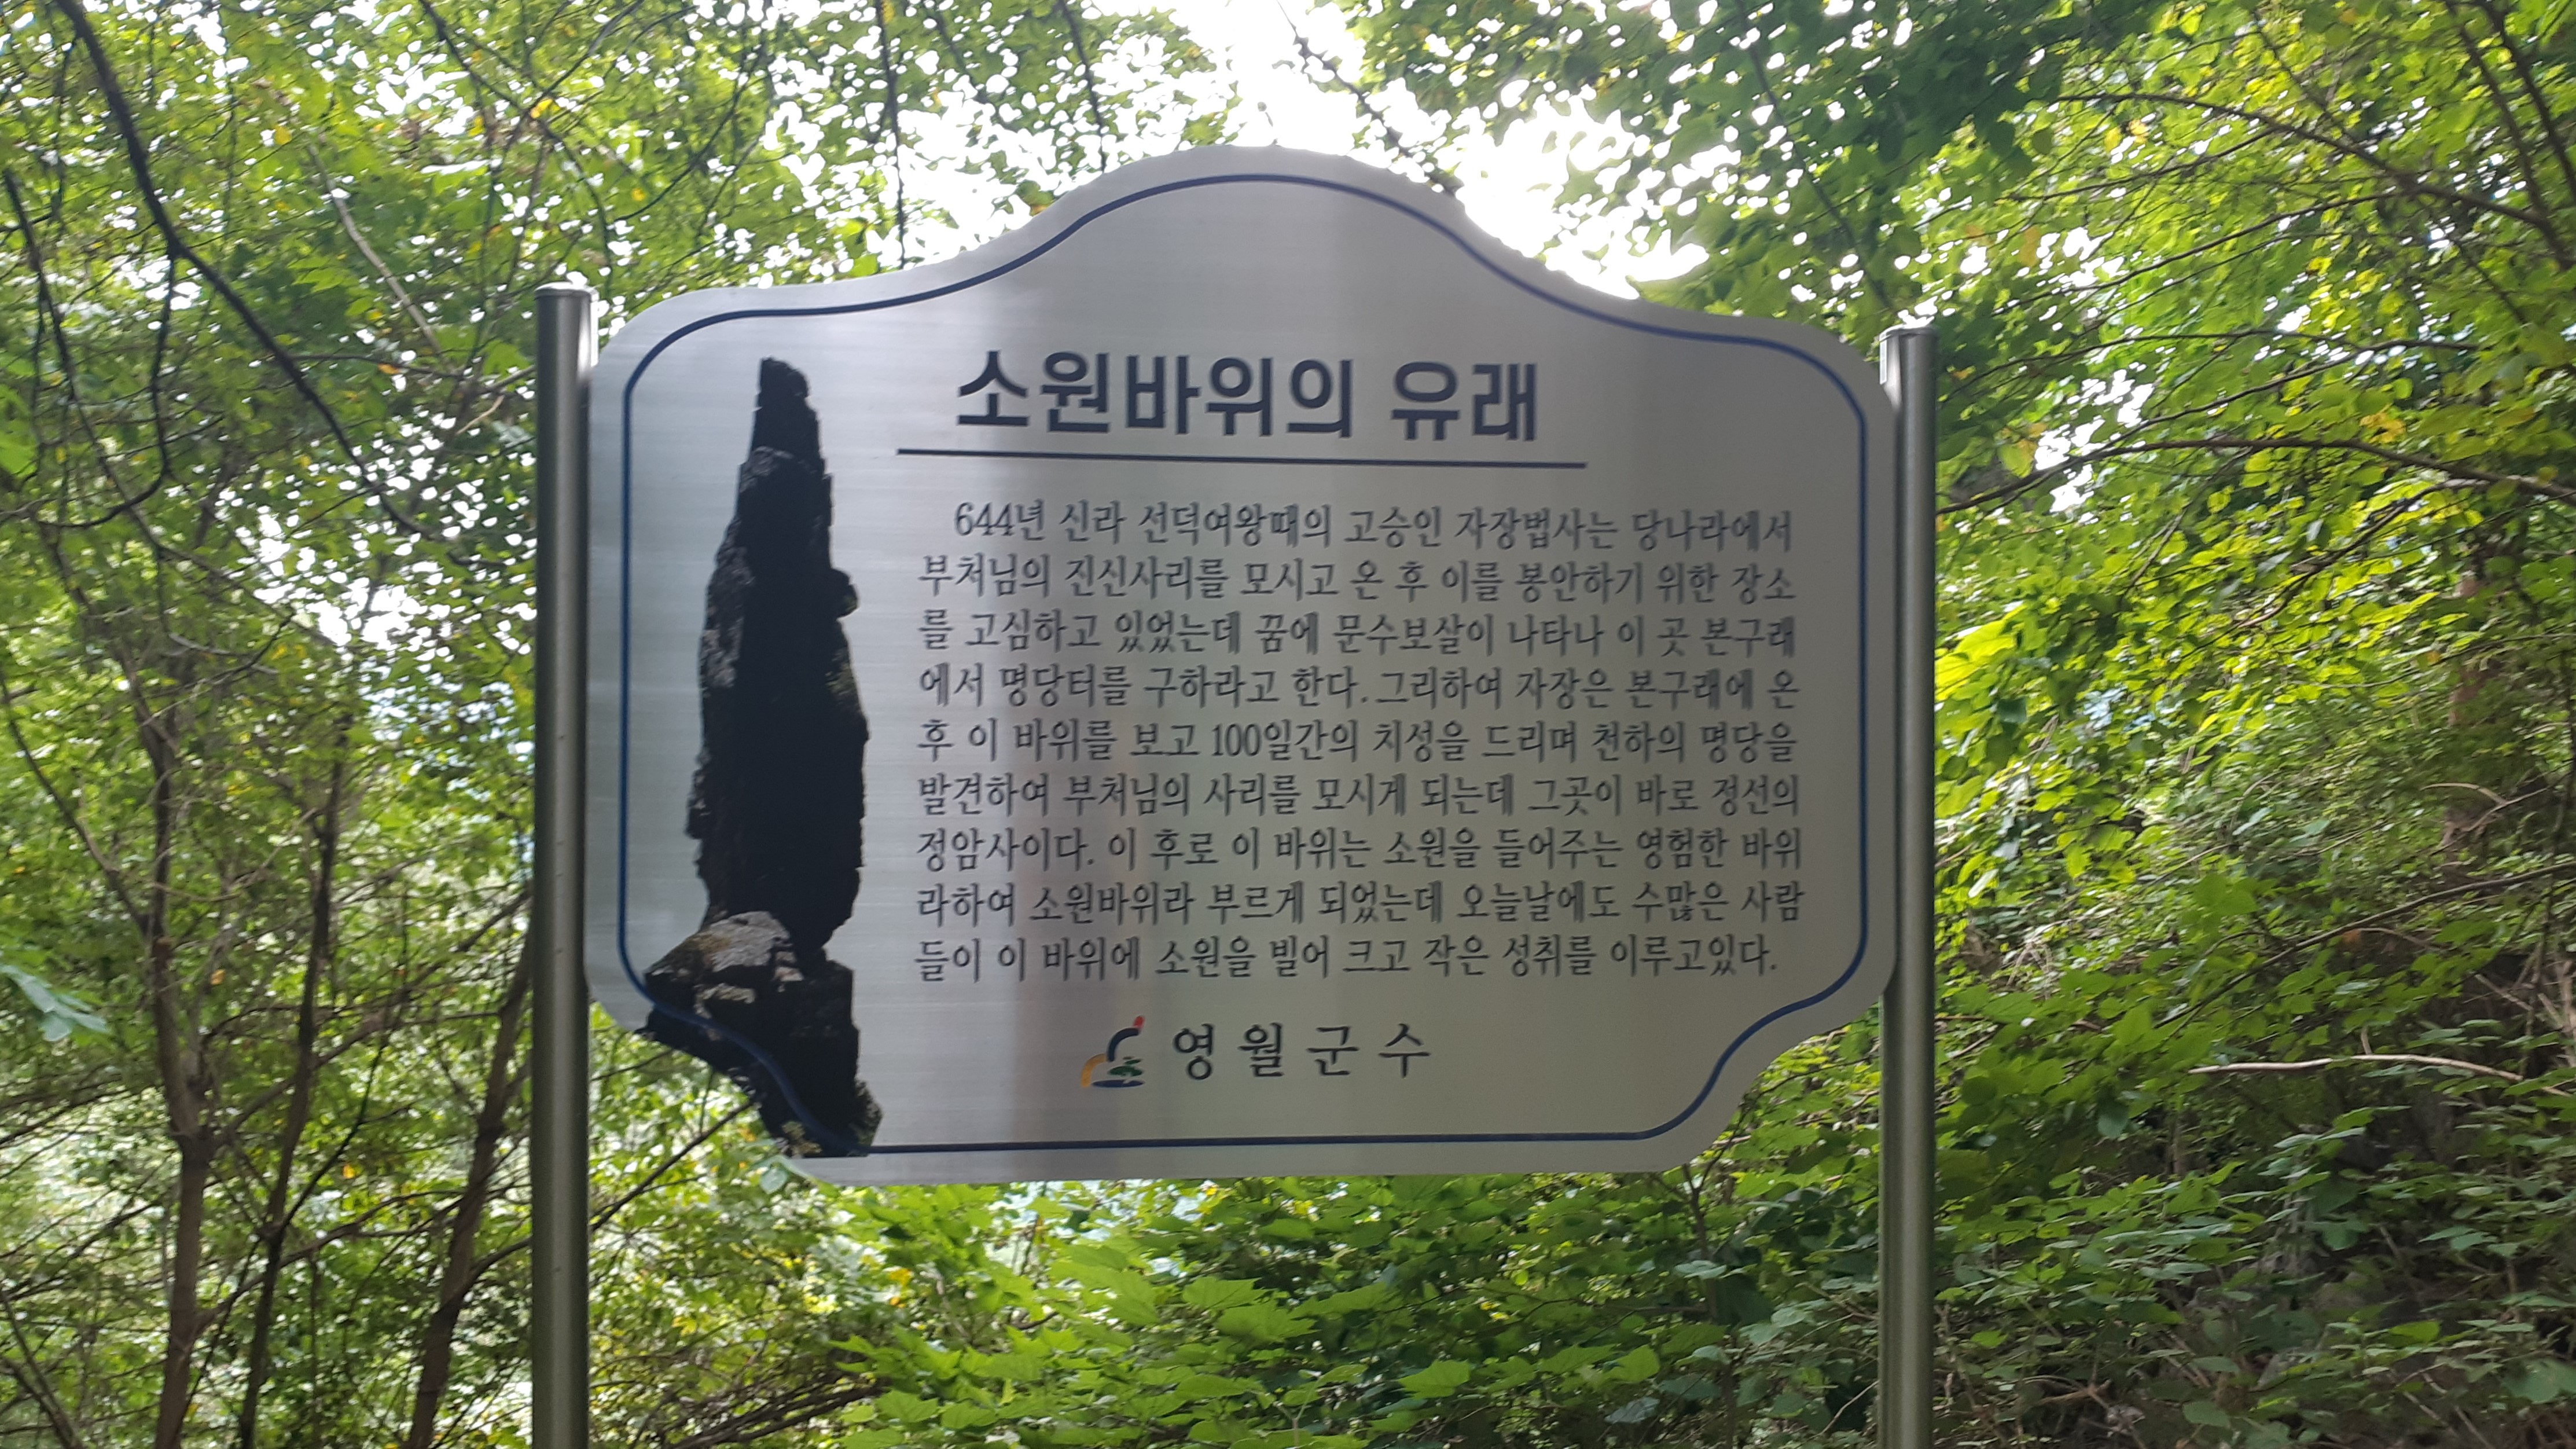 소원바위의 유래
644년 신라 선덕여왕때의 고승인 자장법사는 당나라에서
부처님의 진신사리를 모시고 온 후 이를 봉안하기 위한 장소
를 고심하고 있었는데 꿈에 문수보살이 나타나 이 곳 본구래
에서 명당터를 구하라고 한다.그리하여 자장은 본구래에 온
후 이 바위를 보고 100일간의 치성을 드리며 천하의 명당을
발견하여 부처님의 사리를 모시게 되는데 그곳이 바로 정선의
정암사이다. 이 후로 이 바위는 소원을 들어주는 영험한 바위
라하여 소원바위라 부르게 되었는데 오늘날에도 수많은 사람
들이 이 바위에 소원을 빌어 크고 작은 성취를 이루고있다.
영월군수